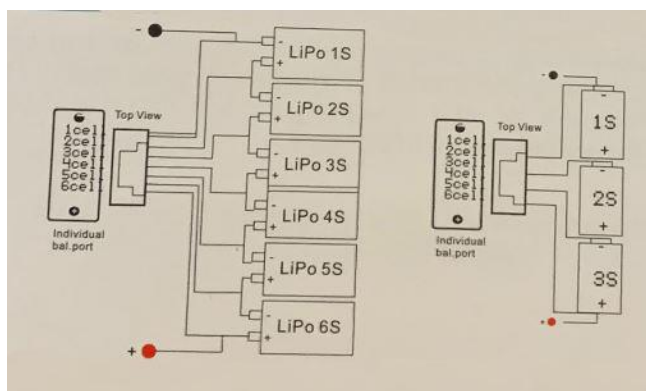 -
LiPo 1S
-
+
LiPo 2S
-
+
LiPo 3S
-
+
LiPo 4S
-
+
LiPo 5S
-
+
LiPo 6S
-
+
+
Top View
1cel
2cel
3cel
4cel
5cel
6cel
Individual
bal.port
-
Top View
1cel
2cel
3cel
4cel
5cel
6cel
Individual
bal.port
-
1S
+
-
2S
+
-
3S
+
+